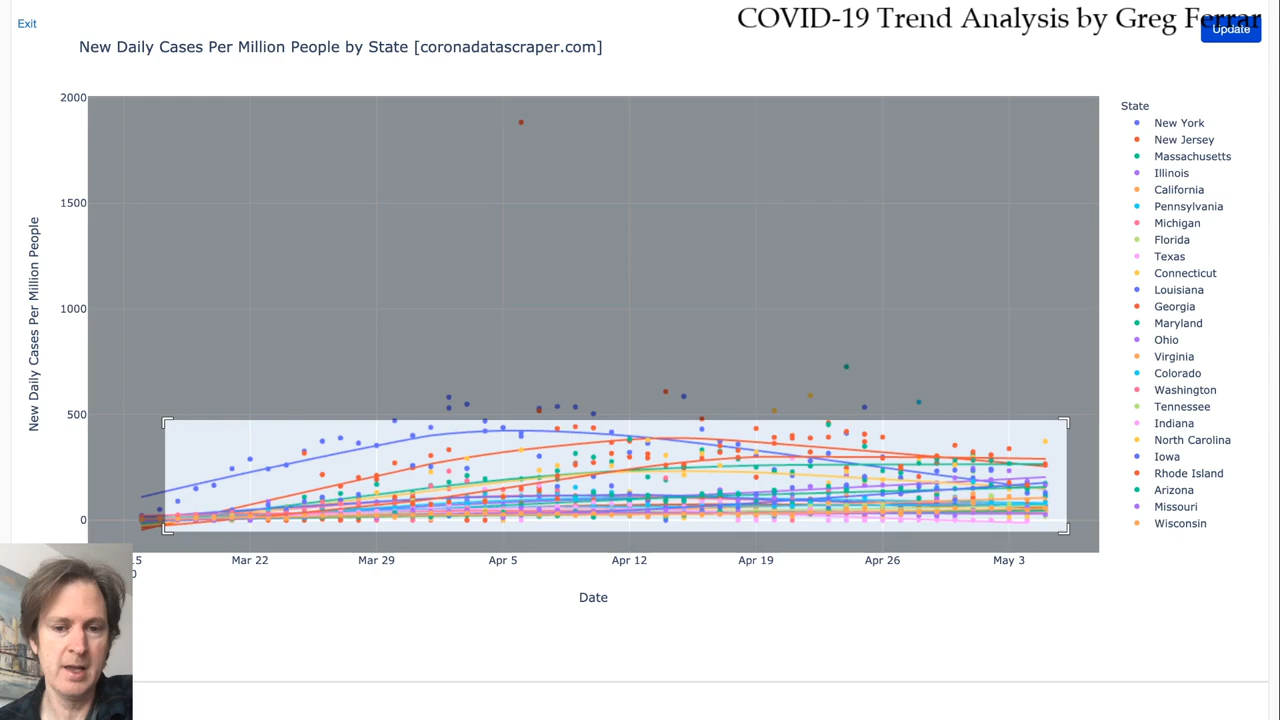 COVID-19 Trend Analysis by Greg Ferrar
Exit
Update
New Daily Cases Per Million People by State [coronadatascraper.com]
New Daily Cases Per Million People
2000
1500
1000
500
0
Mar 22
Mar 29
Apr 5
Apr 12
Apr 19
Apr 26
May 3
Date
State
New York
New Jersey
Massachusetts
Illinois
California
Pennsylvania
Michigan
Florida
Texas
Connecticut
Louisiana
Georgia
Maryland
Ohio
Virginia
Colorado
Washington
Tennessee
Indiana
North Carolina
Iowa
Rhode Island
Arizona
Missouri
Wisconsin